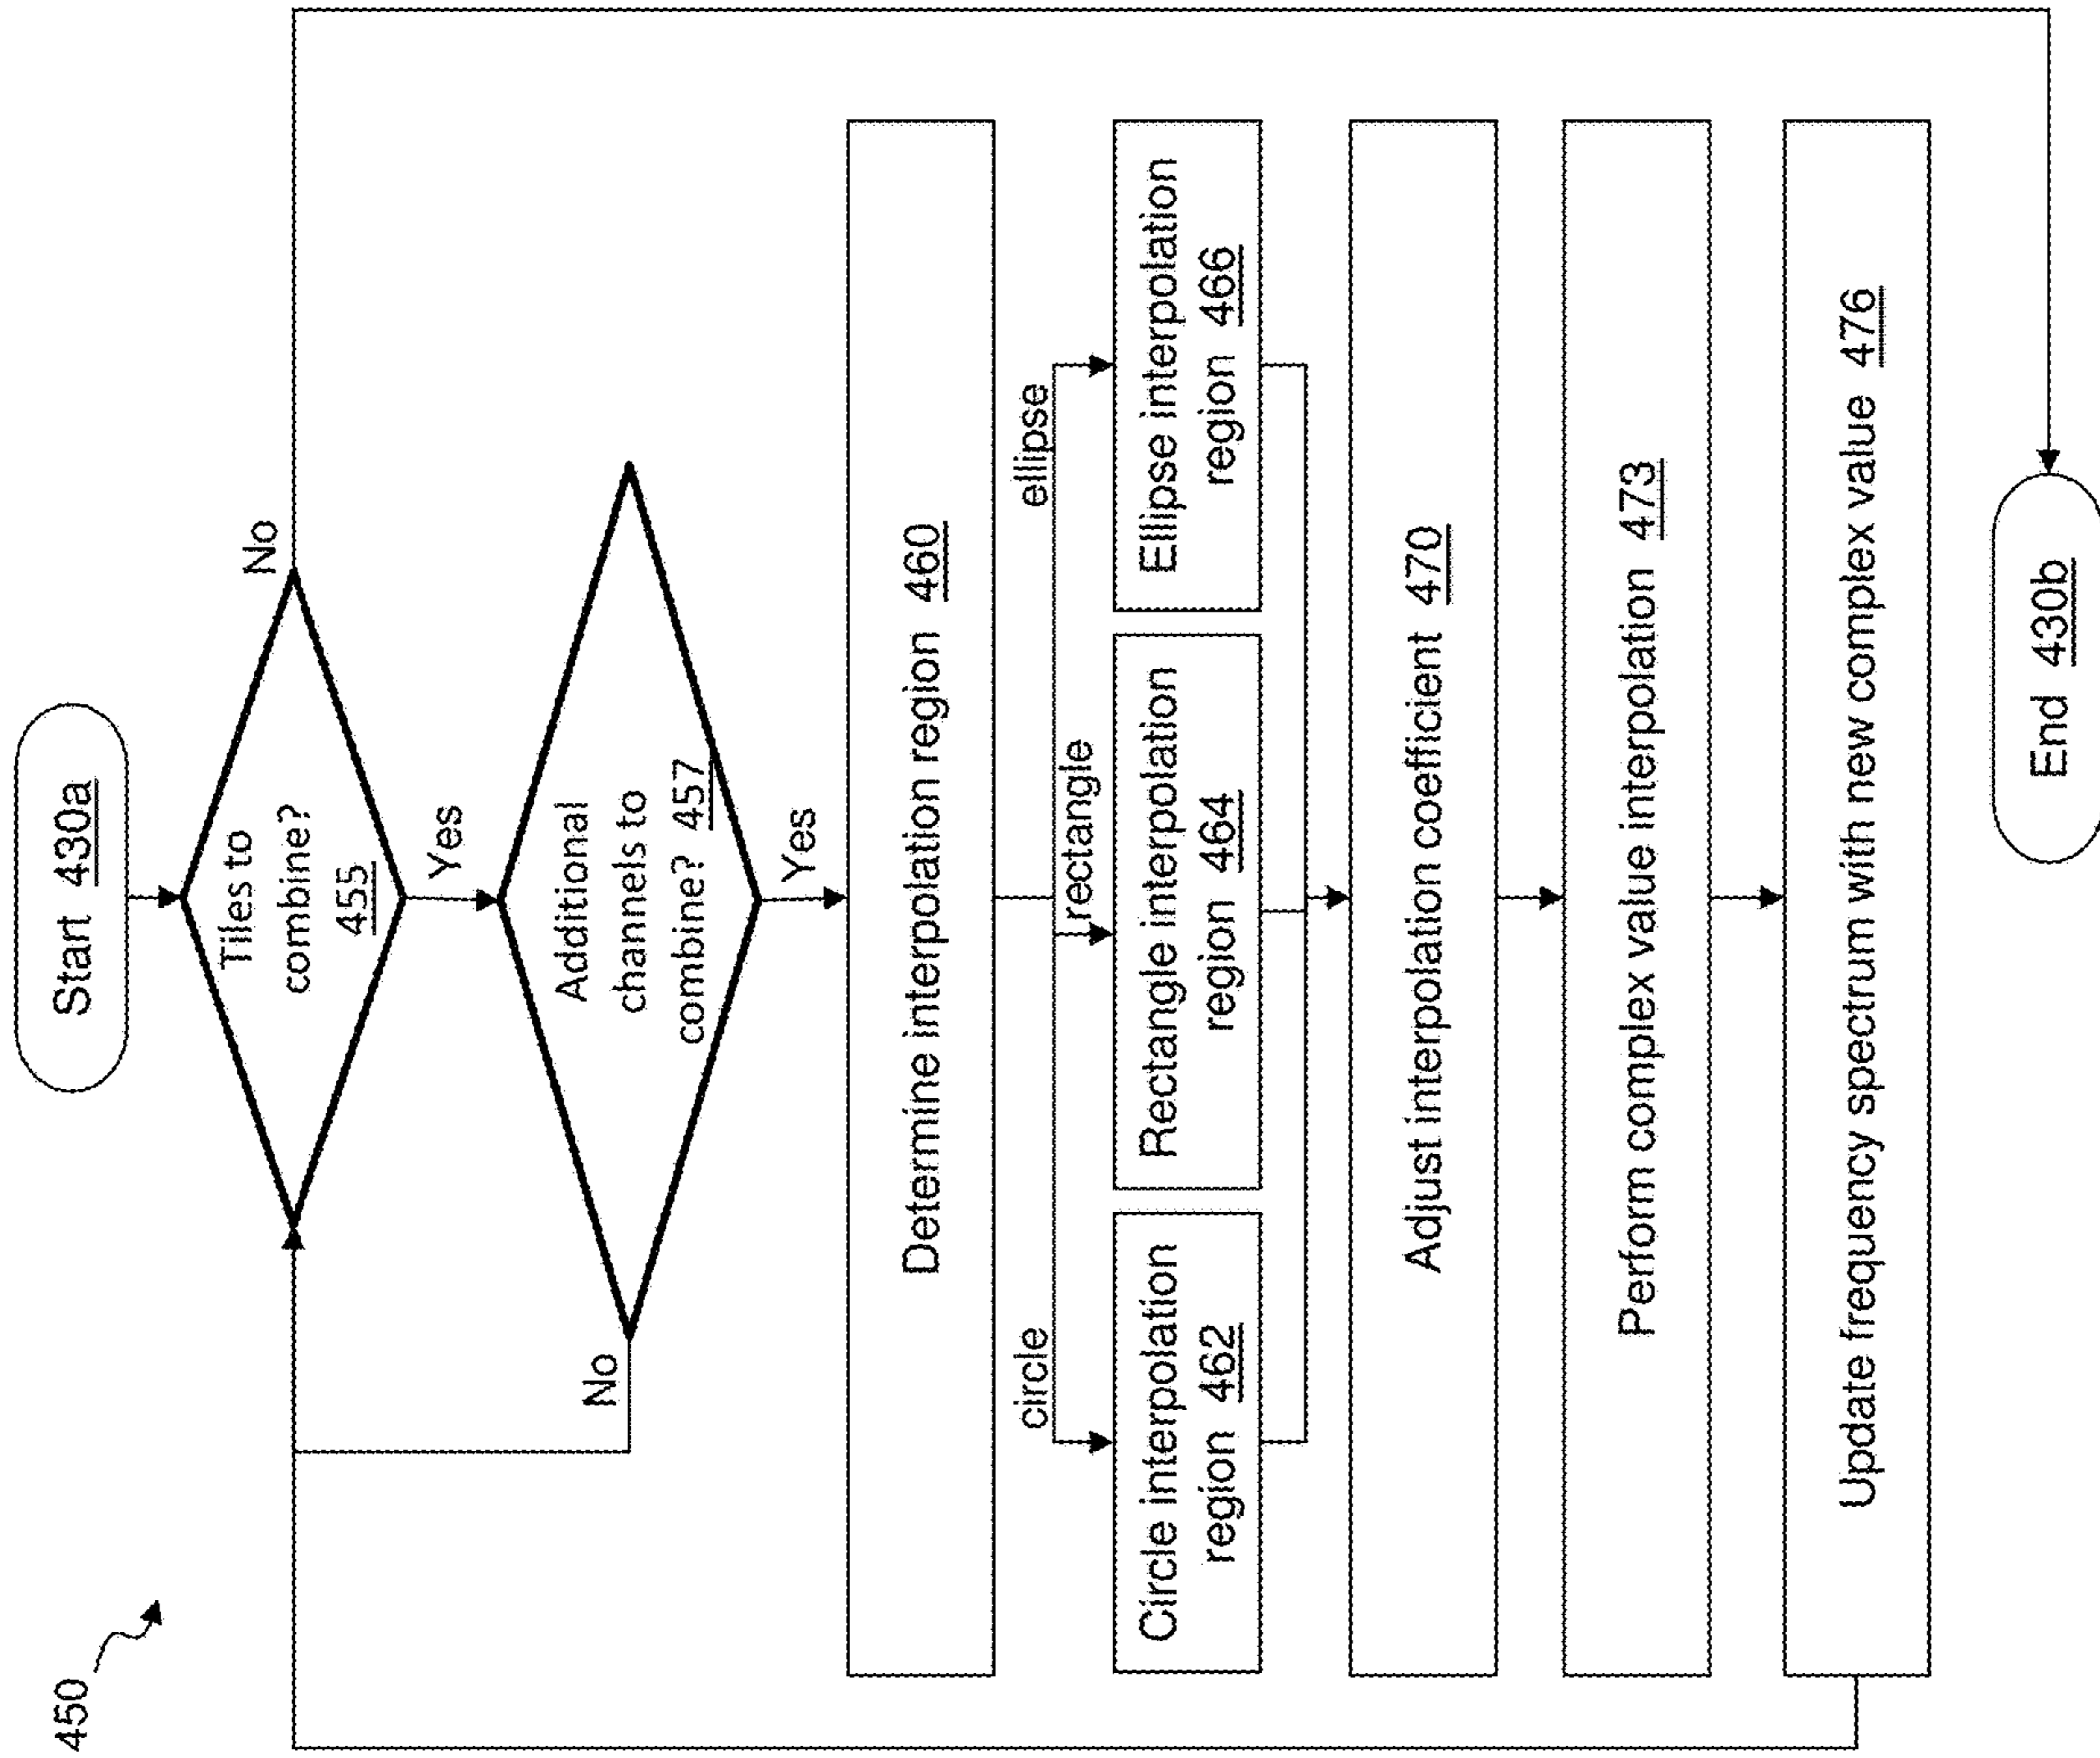 450
Start 430a
Tiles to
combine?
455
No
Yes
Additional
channels to
combine? 457
No
Yes
Determine interpolation region 460
circle
rectangle
ellipse
Circle interpolation
region 462
Rectangle interpolation
region 464
Ellipse interpolation
region 466
Adjust interpolation coefficient 470
Perform complex value interpolation 473
Update frequency spectrum with new complex value 476
End 430b